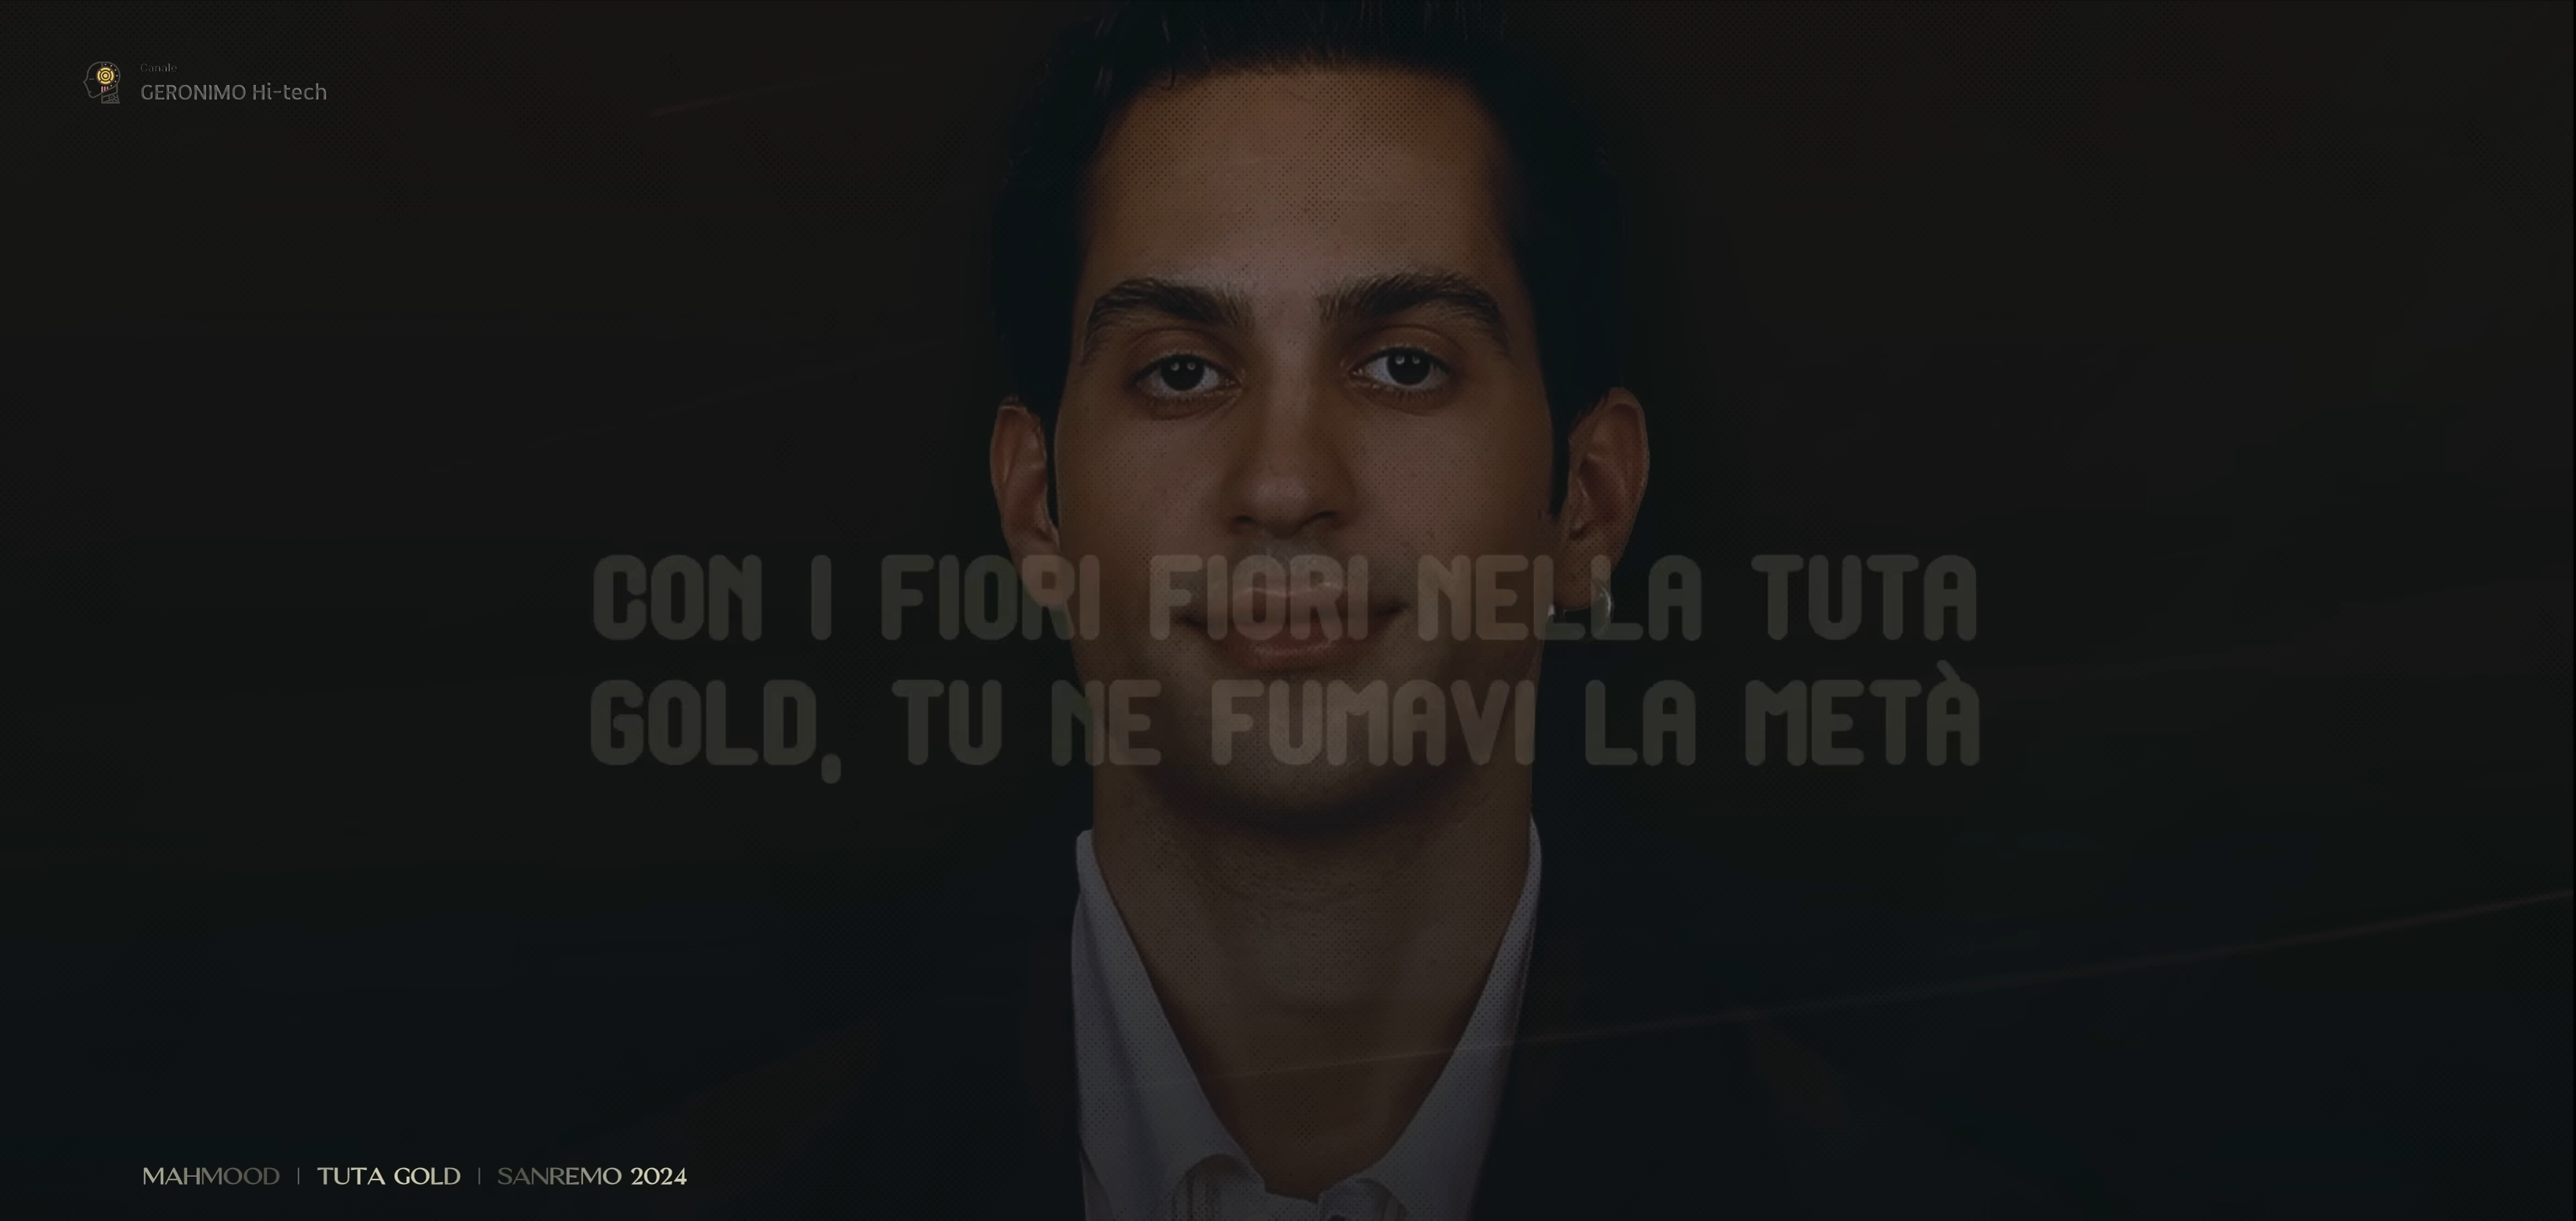 Canale
GERONIMO Hi-tech
CON I FIORI FIORI NELLA TUTA
GOLD, TU NE FUMAVI LA METÀ
MAHMOOD | TUTA GOLD | SANREMO 2024